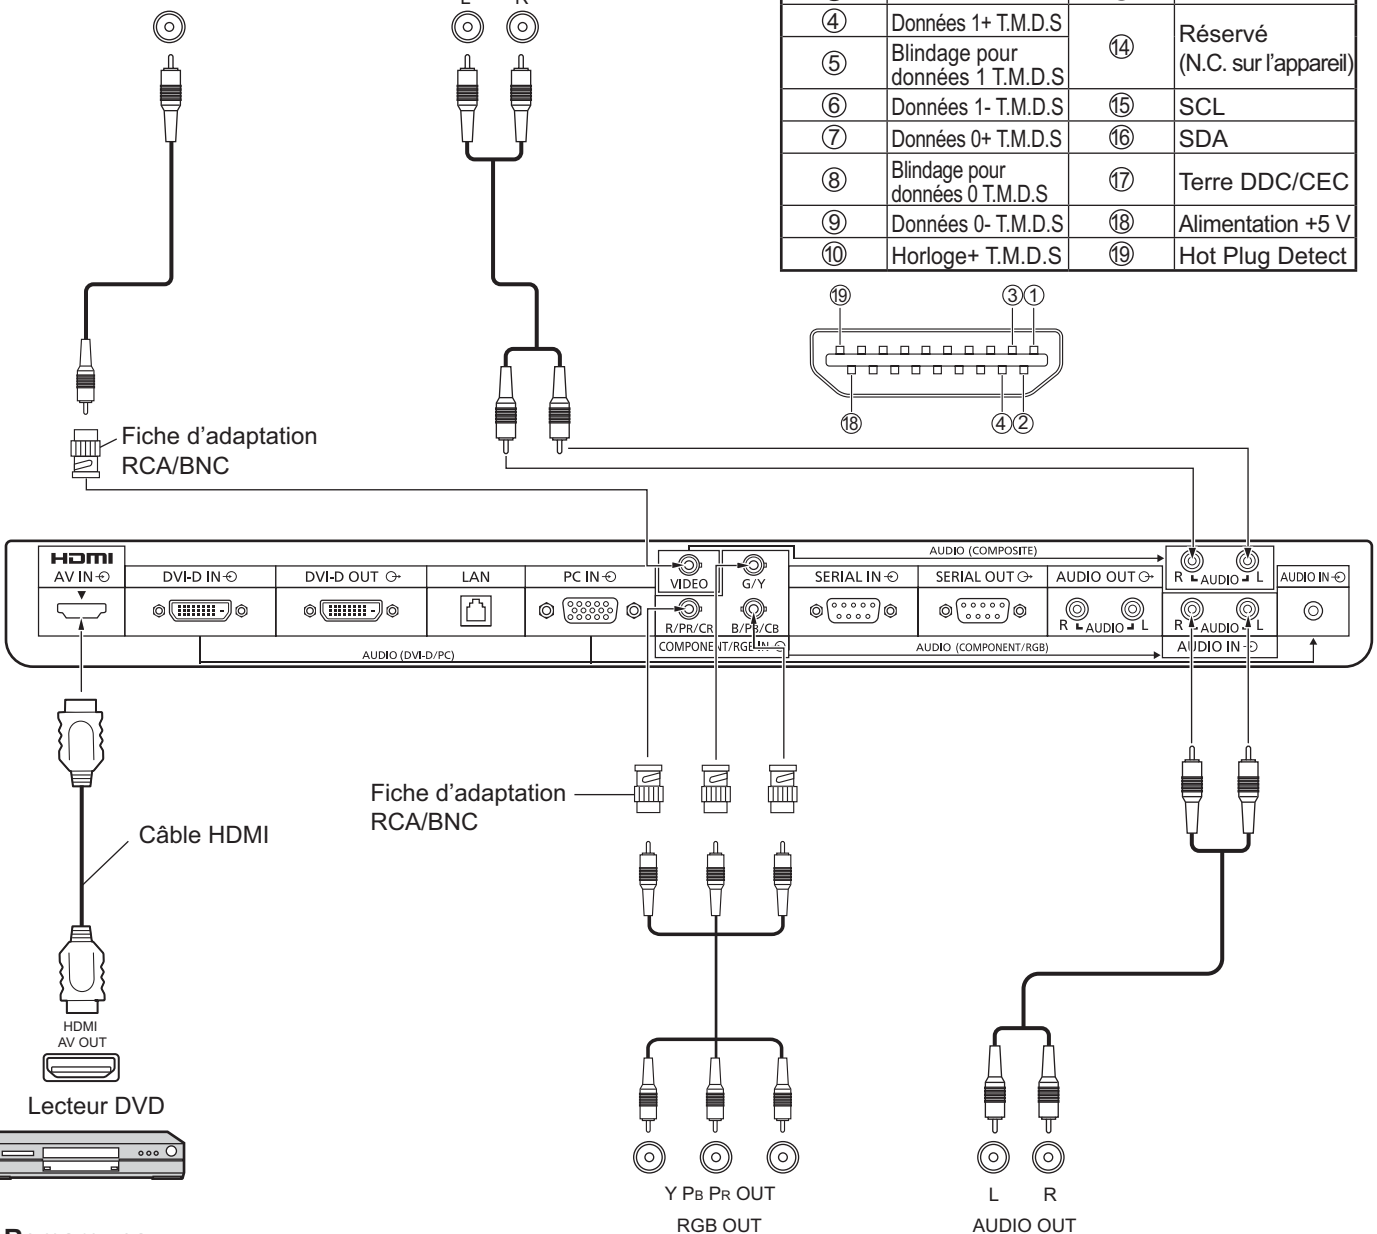 L R
④ Données 1+ T.M.D.S
⑭ Réservé
(N.C. sur l'appareil)
⑤ Blindage pour
données 1 T.M.D.S
⑥ Données 1- T.M.D.S ⑮ SCL
⑦ Données 0+ T.M.D.S ⑯ SDA
⑧ Blindage pour
données 0 T.M.D.S
⑰ Terre DDC/CEC
⑨ Données 0- T.M.D.S ⑱ Alimentation +5 V
⑩ Horloge+ T.M.D.S ⑲ Hot Plug Detect
⑲ ③ ①
⑱ ④ ②
Fiche d'adaptation
RCA/BNC
HDMI
AV IN
DVI-D IN
DVI-D OUT
LAN
PC IN
VIDEO
G/Y
R/PR/CR
B/PB/CB
COMPONENT/RGB IN
AUDIO (COMPOSITE)
SERIAL IN
SERIAL OUT
AUDIO OUT
R AUDIO L
R AUDIO L
AUDIO IN
R AUDIO L
AUDIO IN
AUDIO (DVI-D/PC)
AUDIO (COMPONENT/RGB)
Fiche d'adaptation
RCA/BNC
Câble HDMI
HDMI
AV OUT
Lecteur DVD
Y PB PR OUT
RGB OUT
L R
AUDIO OUT